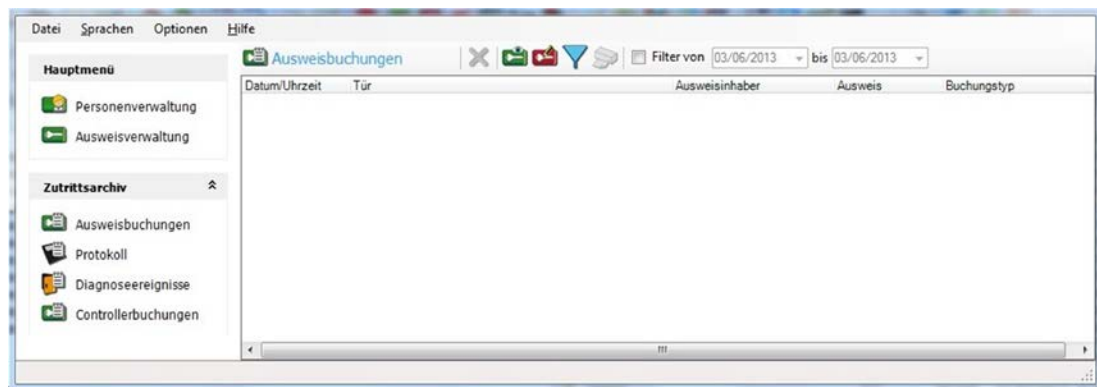 Datei Sprachen Optionen Hilfe
Hauptmenü
Personenverwaltung
Ausweisverwaltung
Zutrittsarchiv
Ausweisbuchungen
Protokoll
Diagnoseereignisse
Controllerbuchungen
Ausweisbuchungen Filter von 03/06/2013 bis 03/06/2013
Datum/Uhrzeit Tür Ausweisinhaber Ausweis Buchungstyp